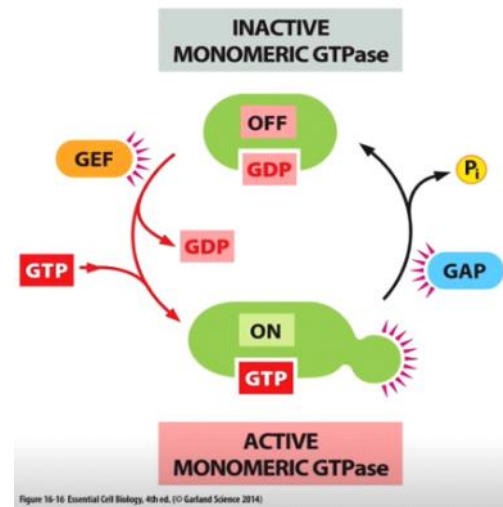 INACTIVE
MONOMERIC GTPase
OFF
GDP
GEF
Pi
GDP
GTP
GAP
ON
GTP
ACTIVE
MONOMERIC GTPase
Figure 16-16 Essential Cell Biology, 4th ed. (© Garland Science 2014)